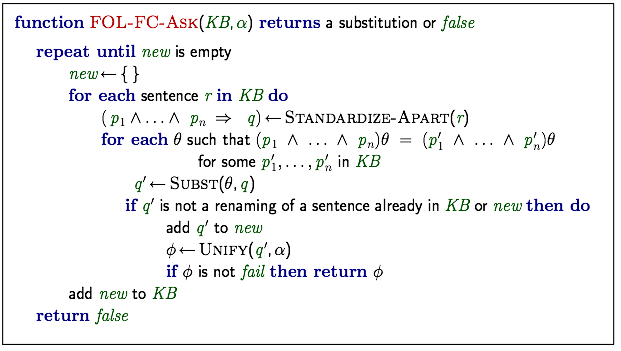 function FOL-FC-Ask(KB, α) returns a substitution or false
repeat until new is empty
new ← { }
for each sentence r in KB do
( p₁ ∧ … ∧ pₙ ⇒ q) ← Standardize-Apart(r)
for each θ such that (p₁ ∧ … ∧ pₙ)θ = (p′₁ ∧ … ∧ p′ₙ)θ
for some p′₁, …, p′ₙ in KB
q′ ← Subst(θ, q)
if q′ is not a renaming of a sentence already in KB or new then do
add q′ to new
ϕ ← Unify(q′, α)
if ϕ is not fail then return ϕ
add new to KB
return false